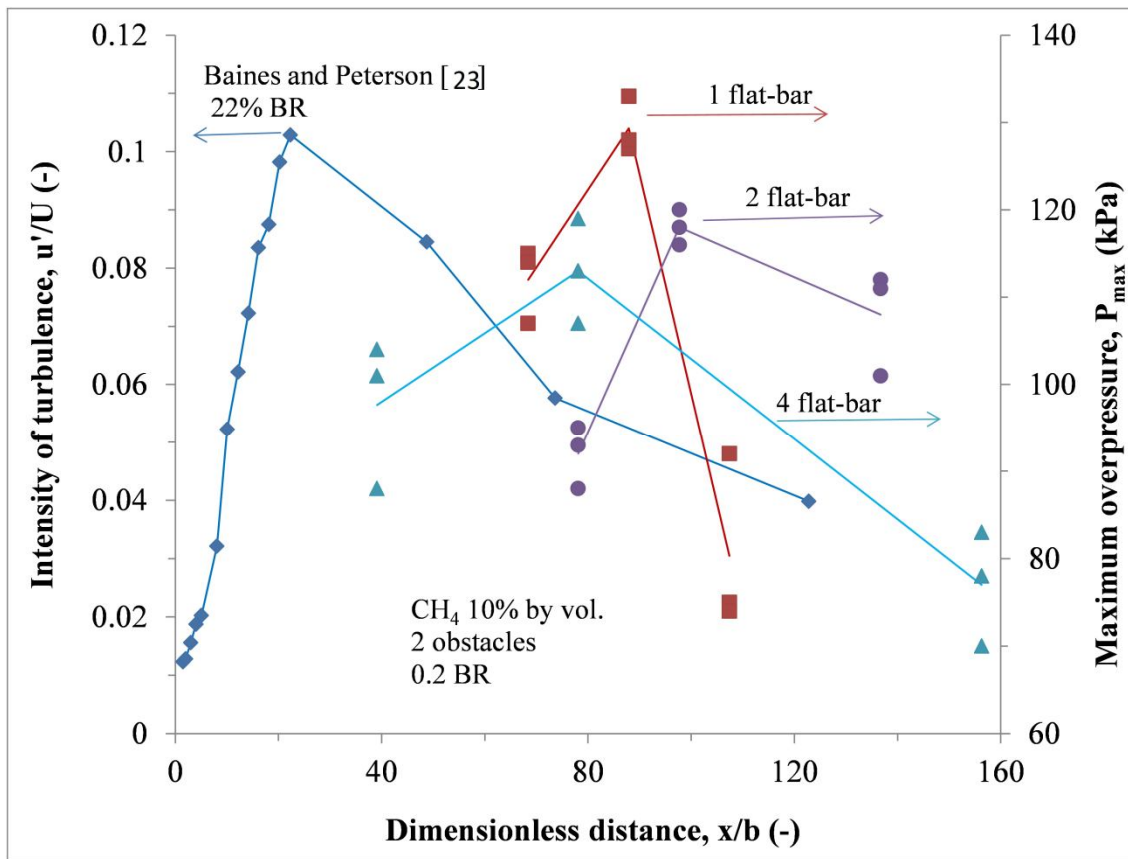 0.12
0.1
0.08
0.06
0.04
0.02
0
Intensity of turbulence, u'/U (-)
140
120
100
80
60
Maximum overpressure, Pmax (kPa)
Baines and Peterson [23]
22% BR
1 flat-bar
2 flat-bar
4 flat-bar
CH4 10% by vol.
2 obstacles
0.2 BR
0 40 80 120 160
Dimensionless distance, x/b (-)